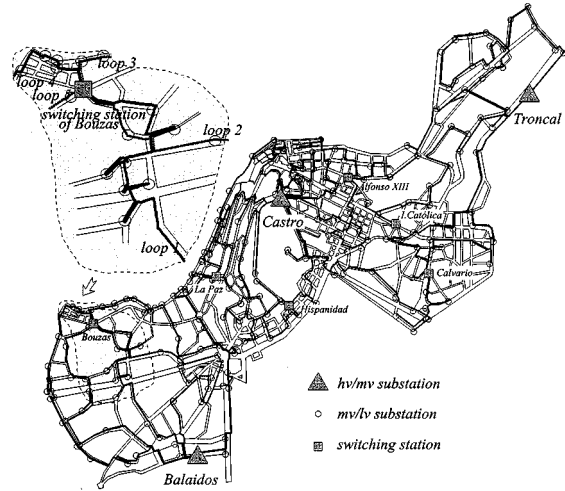 loop 3
loop 4
loop 5
switching station
of Bouzas
loop 2
loop 1
Troncal
Alfonso XIII
Castro
I. Católica
Calvario
La Paz
Hispanidad
Bouzas
hv/mv substation
mv/lv substation
switching station
Balaidos